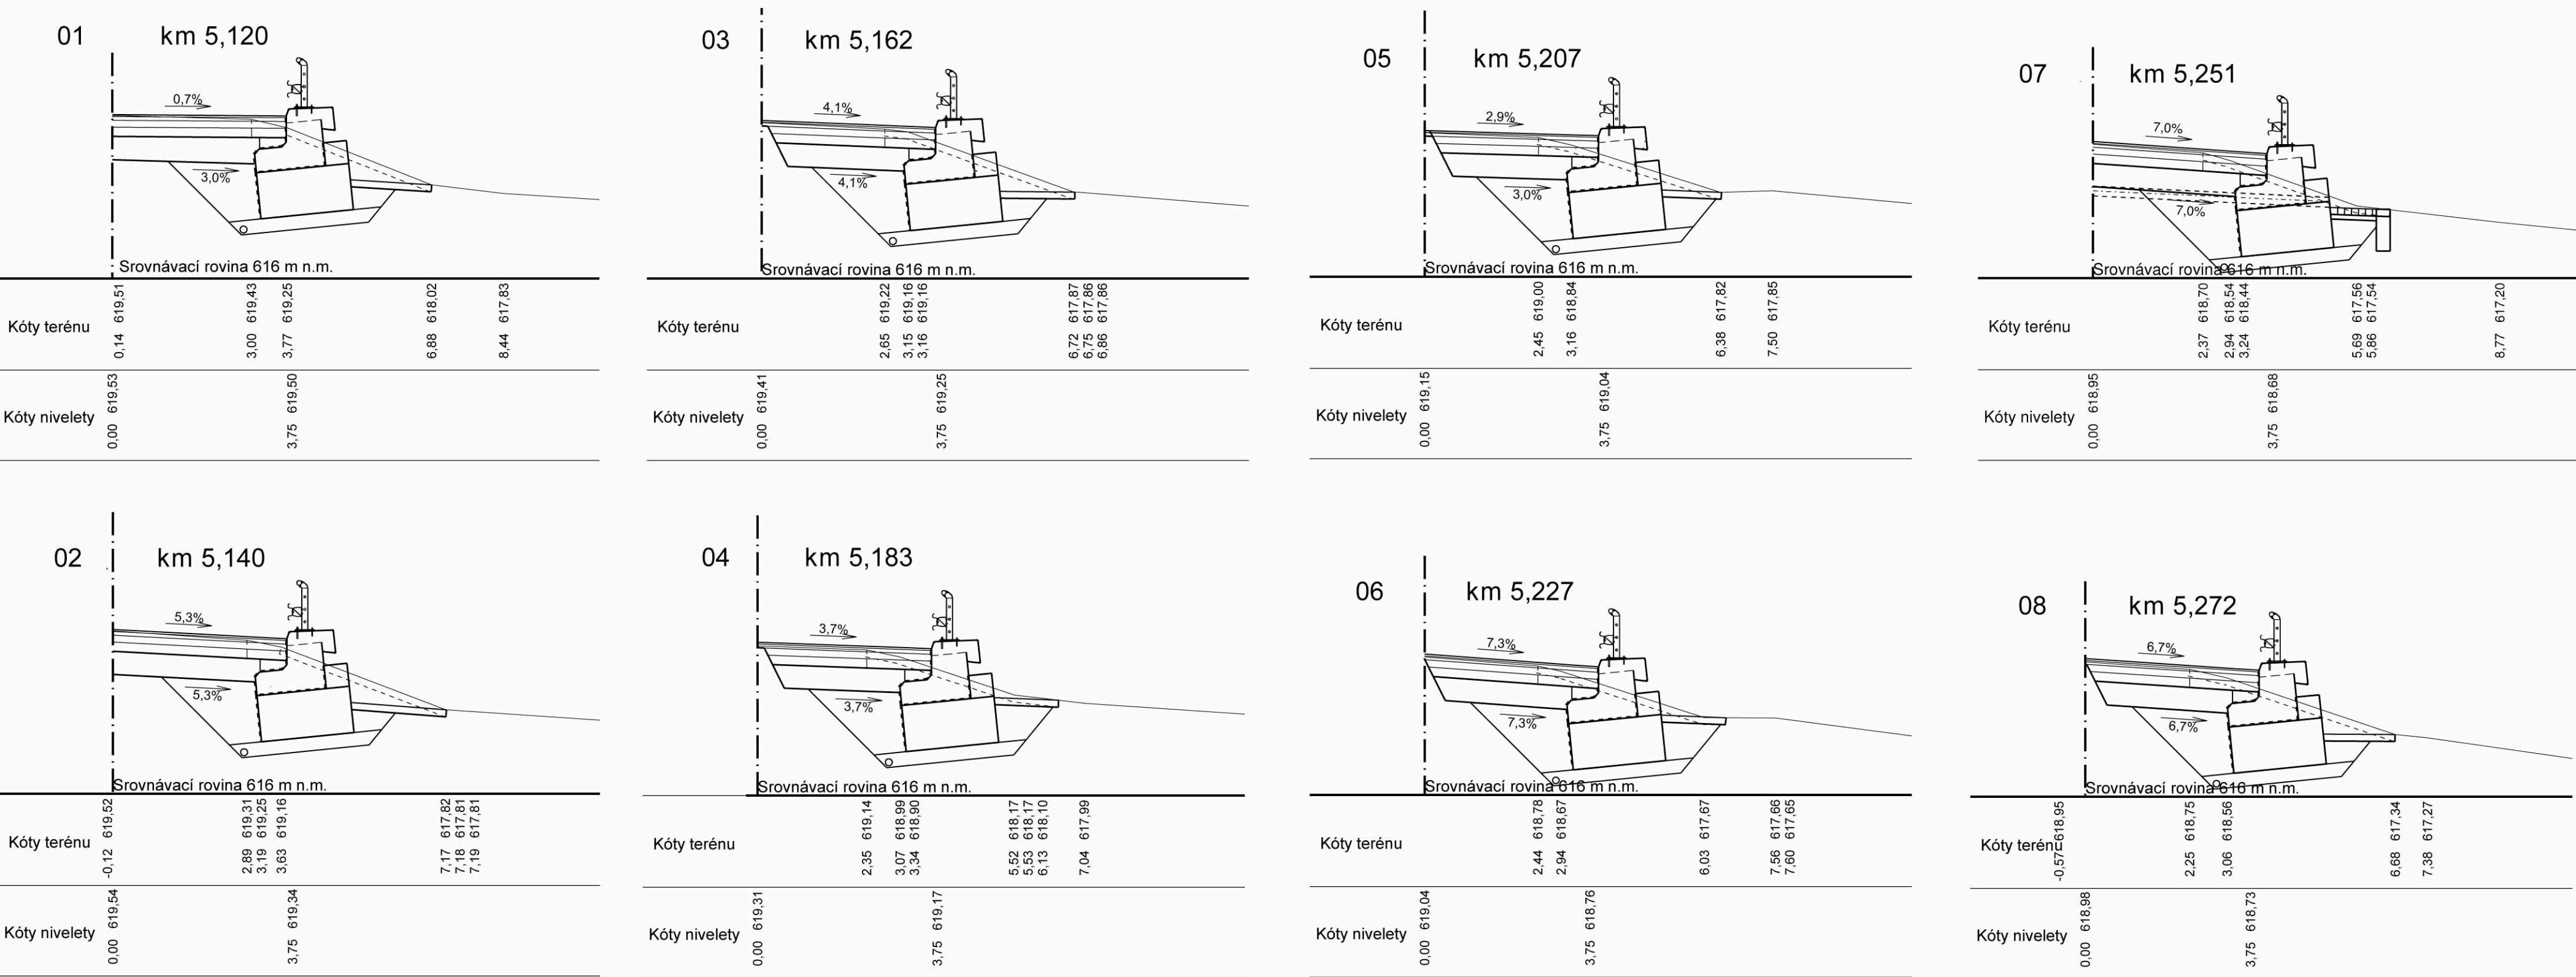 01 km 5,120
0,7%
3,0%
Srovnávací rovina 616 m n.m.
Kóty terénu
0,14 619,51
3,00 619,43
3,77 619,25
6,88 618,02
8,44 617,83
Kóty nivelety
0,00 619,53
3,75 619,50
03 km 5,162
4,1%
4,1%
Srovnávací rovina 616 m n.m.
Kóty terénu
2,65 619,22
3,15 619,16
3,16 619,16
6,72 617,87
6,75 617,86
6,86 617,86
Kóty nivelety
0,00 619,41
3,75 619,25
05 km 5,207
2,9%
3,0%
Srovnávací rovina 616 m n.m.
Kóty terénu
2,45 619,00
3,16 618,84
6,38 617,82
7,50 617,85
Kóty nivelety
0,00 619,15
3,75 619,04
07 km 5,251
7,0%
7,0%
Srovnávací rovina 616 m n.m.
Kóty terénu
2,37 618,70
2,94 618,54
3,24 618,44
5,69 617,56
5,86 617,54
8,77 617,20
Kóty nivelety
0,00 618,95
3,75 618,68
02 km 5,140
5,3%
5,3%
Srovnávací rovina 616 m n.m.
Kóty terénu
-0,12 619,52
2,89 619,31
3,19 619,25
3,63 619,16
7,17 617,82
7,18 617,81
7,19 617,81
Kóty nivelety
0,00 619,54
3,75 619,34
04 km 5,183
3,7%
3,7%
Srovnávací rovina 616 m n.m.
Kóty terénu
2,35 619,14
3,07 618,99
3,34 618,90
5,52 618,17
5,53 618,17
6,13 618,10
7,04 617,99
Kóty nivelety
0,00 619,31
3,75 619,17
06 km 5,227
7,3%
7,3%
Srovnávací rovina 616 m n.m.
Kóty terénu
2,44 618,78
2,94 618,67
6,03 617,67
7,56 617,66
7,60 617,65
Kóty nivelety
0,00 619,04
3,75 618,76
08 km 5,272
6,7%
6,7%
Srovnávací rovina 616 m n.m.
Kóty terénu
-0,57 618,95
2,25 618,75
3,06 618,56
6,68 617,34
7,38 617,27
Kóty nivelety
0,00 618,98
3,75 618,73